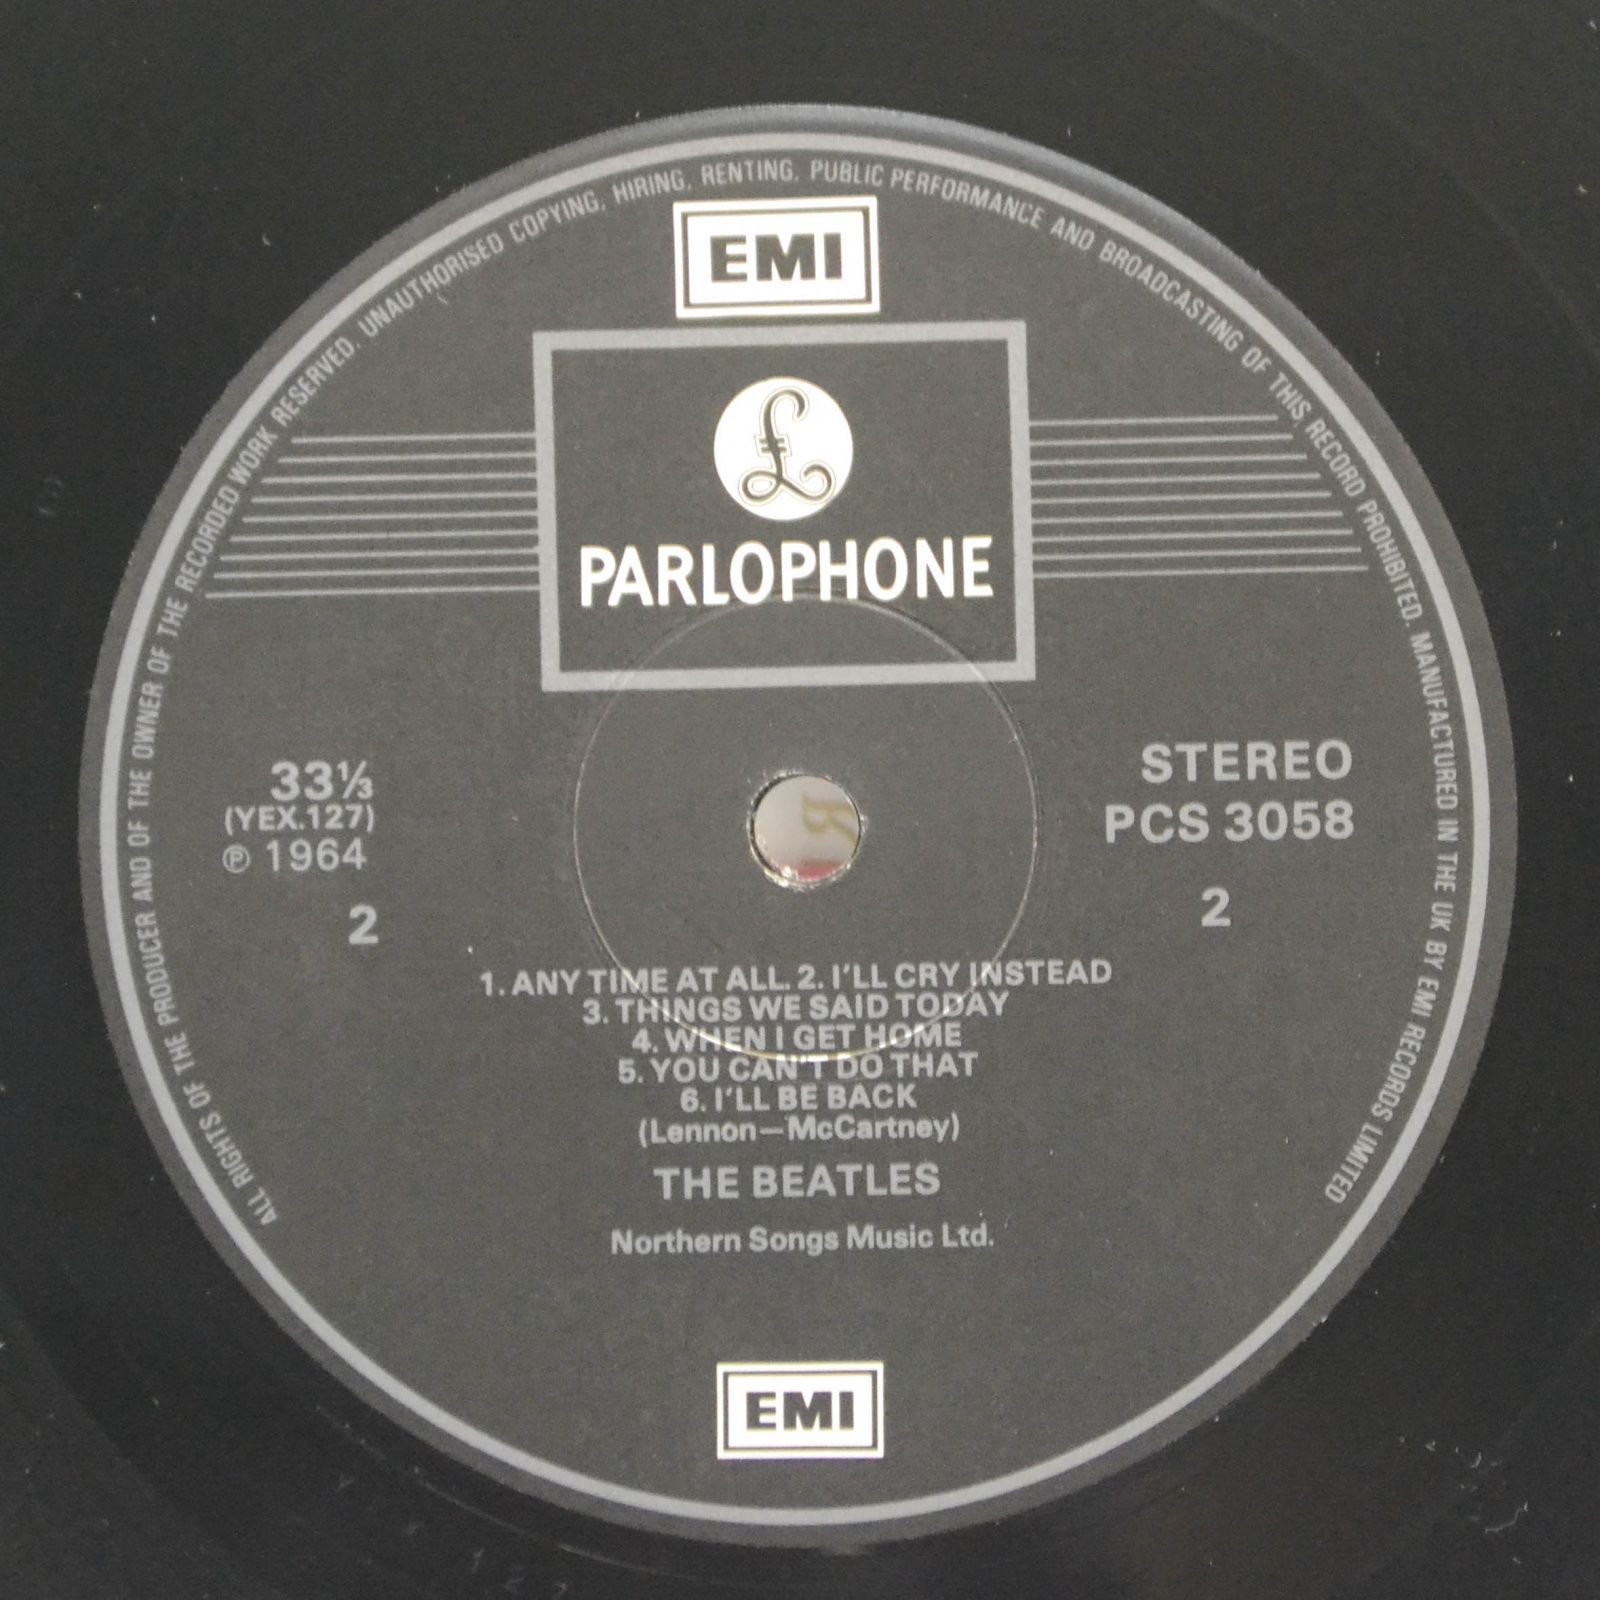 ALL RIGHTS OF THE PRODUCER AND OF THE OWNER OF THE RECORDED WORK RESERVED. UNAUTHORISED COPYING, HIRING, RENTING, PUBLIC PERFORMANCE AND BROADCASTING OF THIS RECORD PROHIBITED. MANUFACTURED IN THE UK BY EMI RECORDS LIMITED
EMI
£
PARLOPHONE
33⅓
(YEX.127)
℗ 1964
2
STEREO
PCS 3058
2
1. ANY TIME AT ALL. 2. I'LL CRY INSTEAD
3. THINGS WE SAID TODAY
4. WHEN I GET HOME
5. YOU CAN'T DO THAT
6. I'LL BE BACK
(Lennon—McCartney)
THE BEATLES
Northern Songs Music Ltd.
EMI